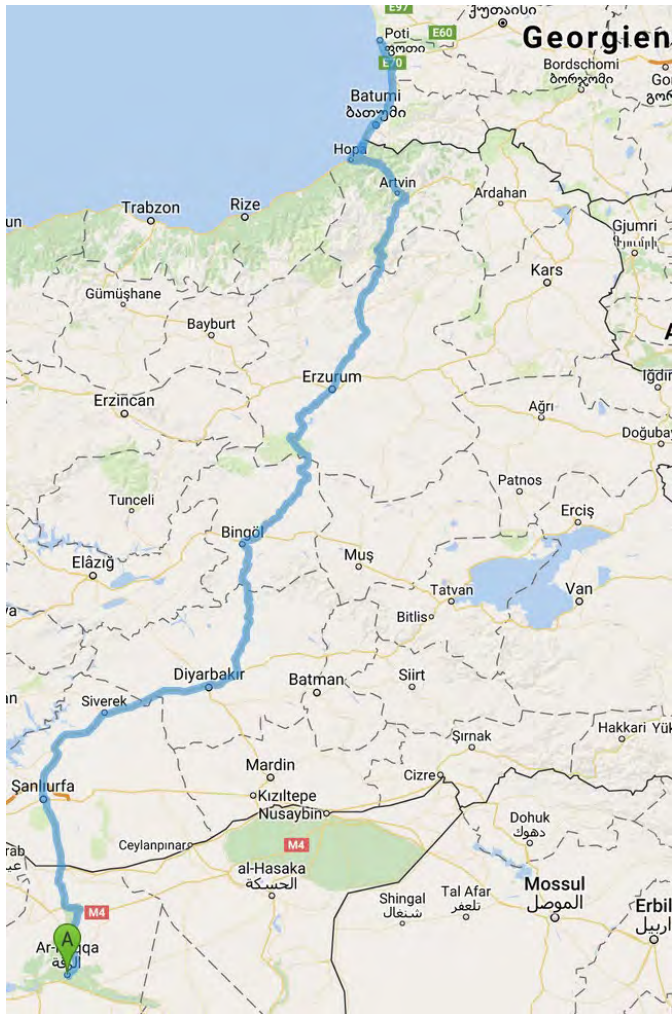 E97
Poti
ფოთი
E60
ქუთაისი
Georgien
E70
Bordschomi
ბორჯომი
Batumi
ბათუმი
Hopa
Artvin
Ardahan
Trabzon
Rize
Gjumri
Գյումրի
Kars
Gümüşhane
Bayburt
Erzurum
Erzincan
Ağrı
Iğdır
Tunceli
Patnos
Erciş
Bingöl
Elâzığ
Muş
Tatvan
Van
Bitlis
Diyarbakır
Batman
Siirt
Siverek
Şırnak
Hakkari
Mardin
Cizre
Şanlıurfa
Kızıltepe
Nusaybin
Dohuk
دهوك
Ceylanpınar
M4
al-Hasaka
الحسكة
Shingal
شنغال
Tal Afar
تلعفر
Mossul
الموصل
Erbil
اربيل
M4
A
الرقة